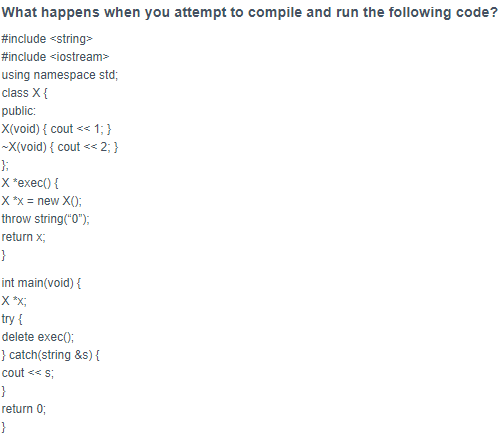 What happens when you attempt to compile and run the following code?
#include <string>
#include <iostream>
using namespace std;
class X {
public:
X(void) { cout << 1; }
~X(void) { cout << 2; }
};
X *exec() {
X *x = new X();
throw string(“0”);
return x;
}
int main(void) {
X *x;
try {
delete exec();
} catch(string &s) {
cout << s;
}
return 0;
}